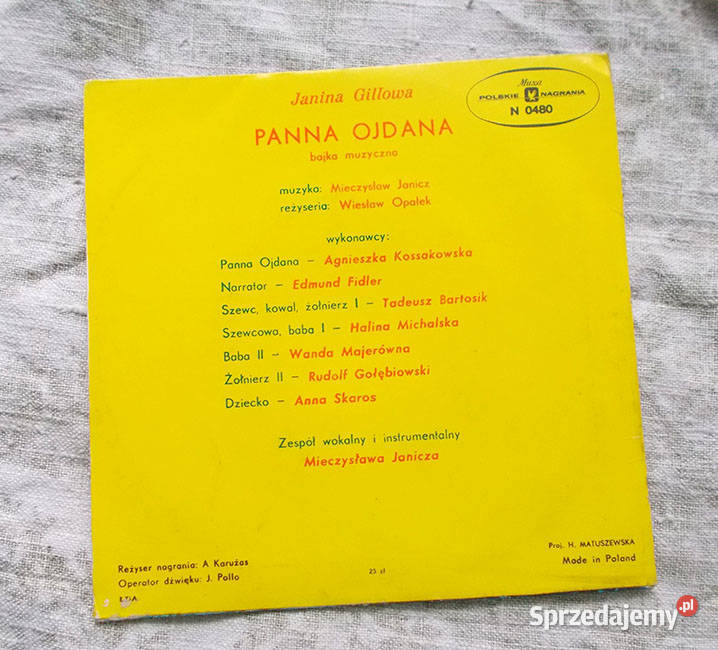 Janina Gillowa
Muza
POLSKIE NAGRANIA
N 0480
PANNA OJDANA
bajka muzyczna
muzyka: Mieczysław Janicz
reżyseria: Wiesław Opałek
wykonawcy:
Panna Ojdana – Agnieszka Kossakowska
Narrator – Edmund Fidler
Szewc, kowal, żołnierz I – Tadeusz Bartosik
Szewcowa, baba I – Halina Michalska
Baba II – Wanda Majerówna
Żołnierz II – Rudolf Gołębiowski
Dziecko – Anna Skaros
Zespół wokalny i instrumentalny
Mieczysława Janicza
Proj. H. MATUSZEWSKA
Made in Poland
Reżyser nagrania: A Karużas
Operator dźwięku: J. Pollo
25 zł
Sprzedajemy.pl